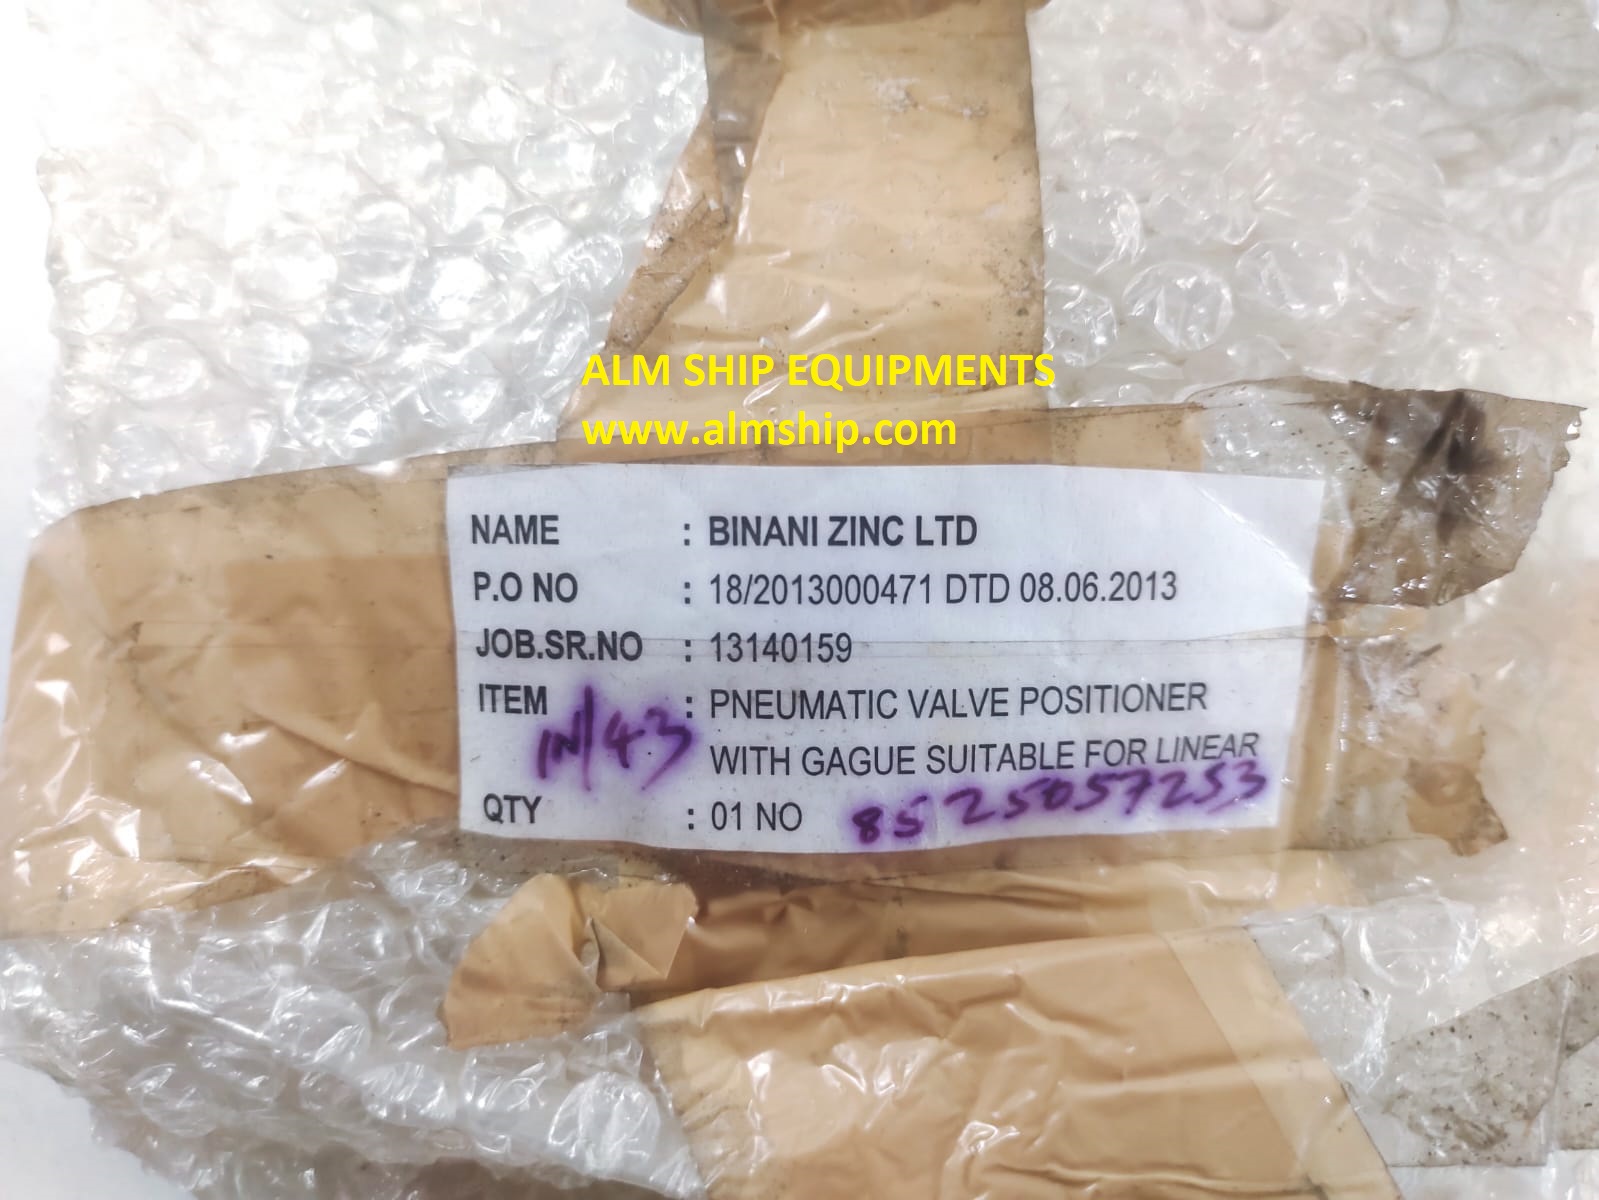 ALM SHIP EQUIPMENTS
www.almship.com
NAME : BINANI ZINC LTD
P.O NO : 18/2013000471 DTD 08.06.2013
JOB.SR.NO : 13140159
ITEM : PNEUMATIC VALVE POSITIONER
IN/43
WITH GAGUE SUITABLE FOR LINEAR
QTY : 01 NO 8525057253